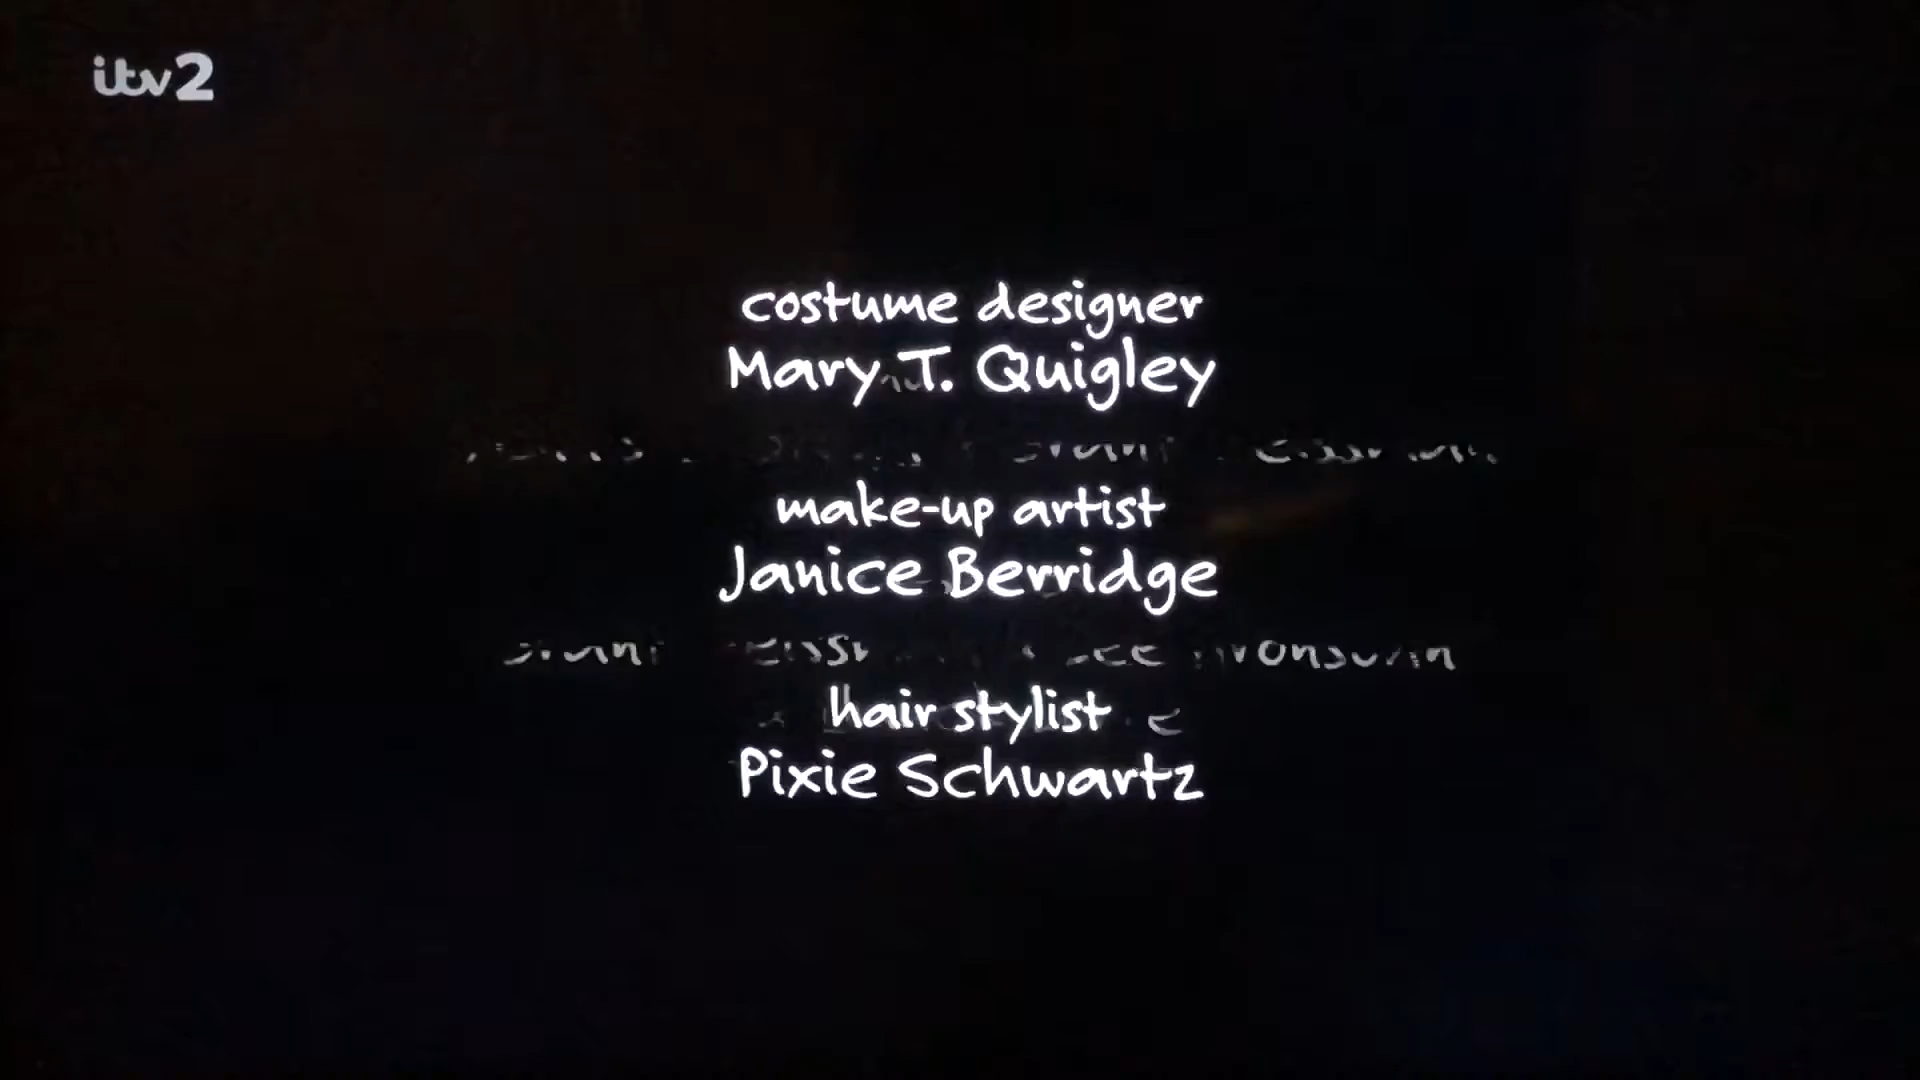 itv2
costume designer
Mary T. Quigley
make-up artist
Janice Berridge
hair stylist
Pixie Schwartz